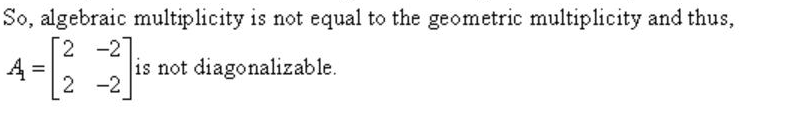 So, algebraic multiplicity is not equal to the geometric multiplicity and thus,
A₁ = [2 -2; 2 -2] is not diagonalizable.